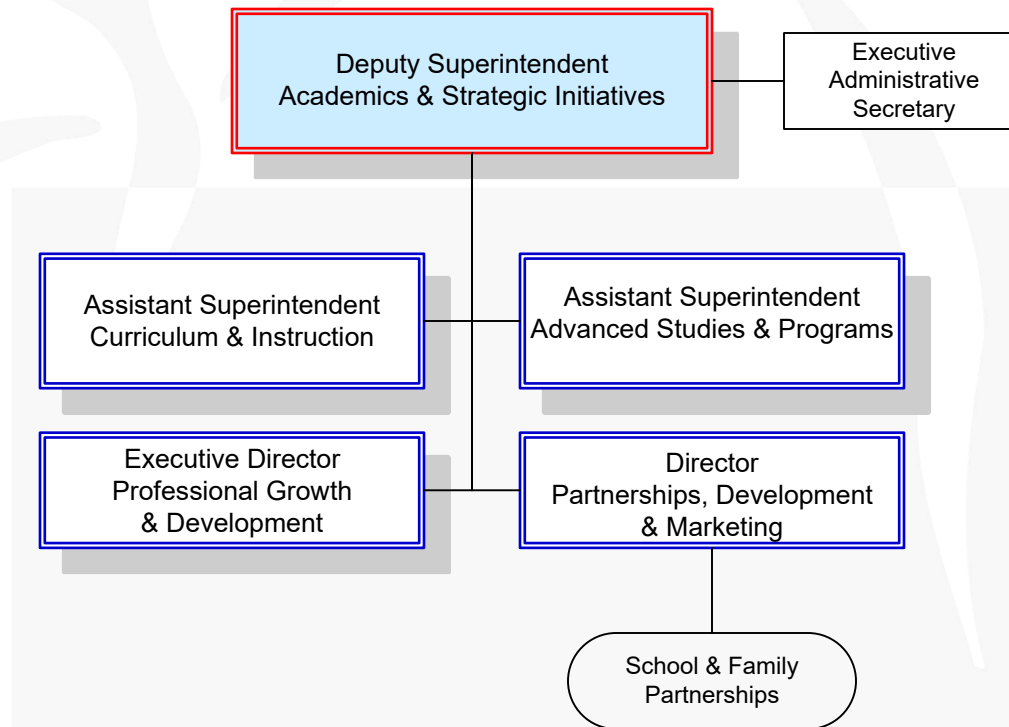 Deputy Superintendent
Academics & Strategic Initiatives
Executive
Administrative
Secretary
Assistant Superintendent
Curriculum & Instruction
Assistant Superintendent
Advanced Studies & Programs
Executive Director
Professional Growth
& Development
Director
Partnerships, Development
& Marketing
School & Family
Partnerships